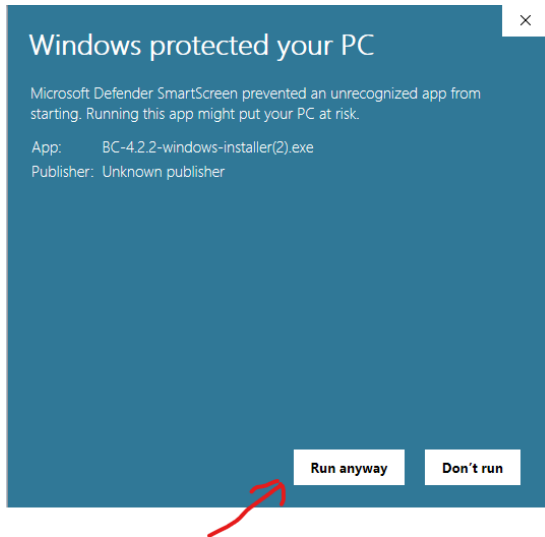 Windows protected your PC
Microsoft Defender SmartScreen prevented an unrecognized app from
starting. Running this app might put your PC at risk.
App: BC-4.2.2-windows-installer(2).exe
Publisher: Unknown publisher
Run anyway Don't run